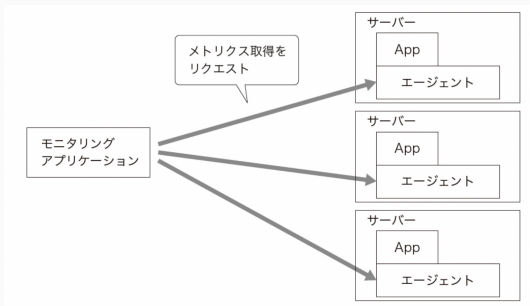 メトリクス取得を
リクエスト
モニタリング
アプリケーション
サーバー
App
エージェント
サーバー
App
エージェント
サーバー
App
エージェント